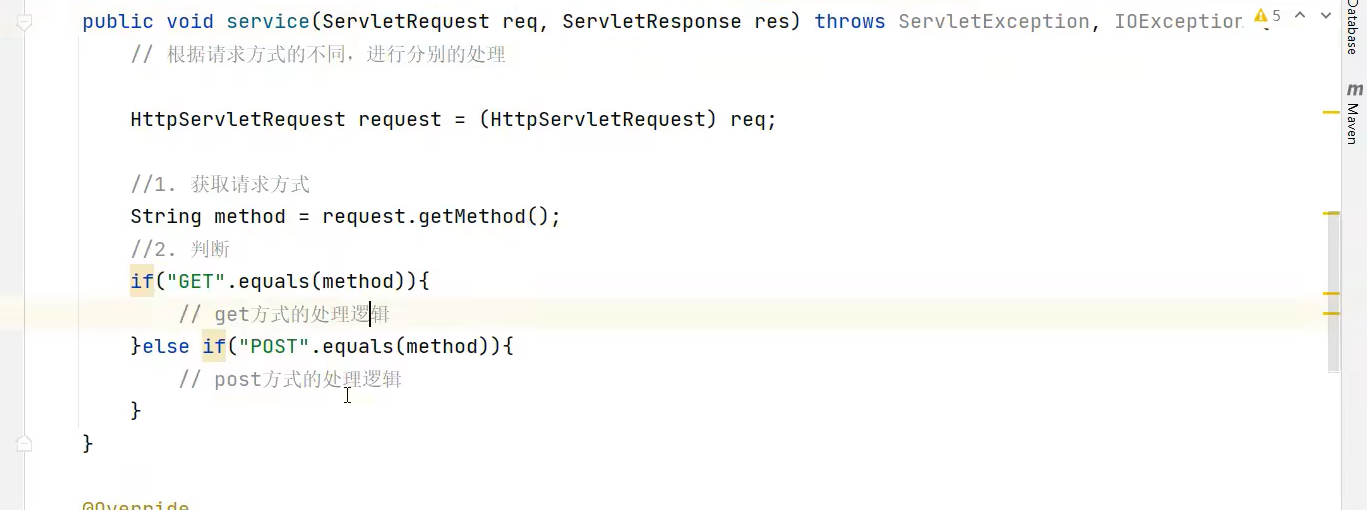 public void service(ServletRequest req, ServletResponse res) throws ServletException, IOException {
5
// 根据请求方式的不同，进行分别的处理
HttpServletRequest request = (HttpServletRequest) req;
//1. 获取请求方式
String method = request.getMethod();
//2. 判断
if("GET".equals(method)){
// get方式的处理逻辑
}else if("POST".equals(method)){
// post方式的处理逻辑
}
}
@Override
Database
m
Maven